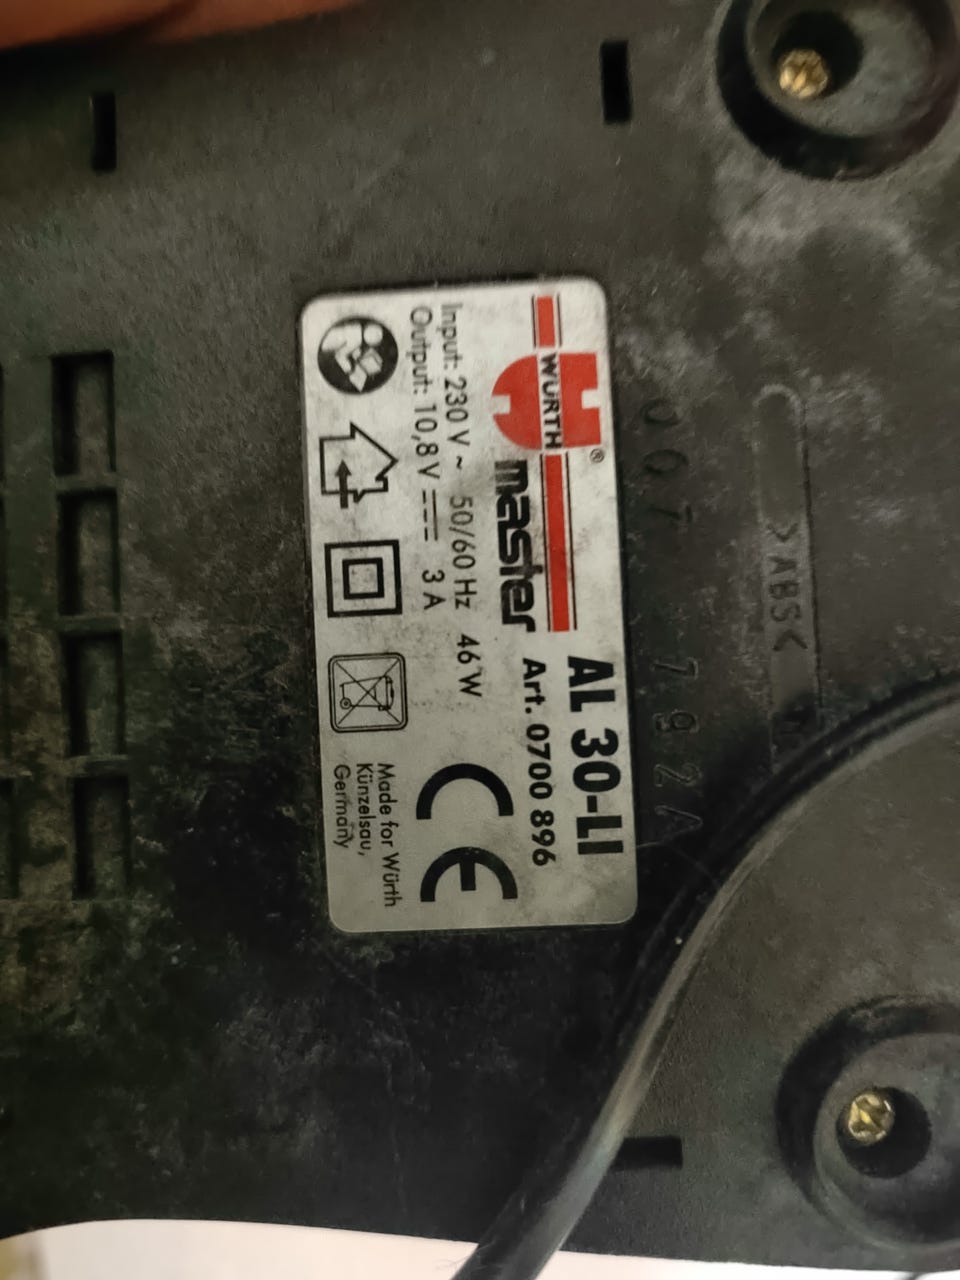 WÜRTH®
master
AL 30-LI
Art. 0700 896
Input: 230 V ~ 50/60 Hz 46 W
Output: 10,8 V ⎓ 3 A
CE
Made for Würth
Künzelsau,
Germany
>ABS<